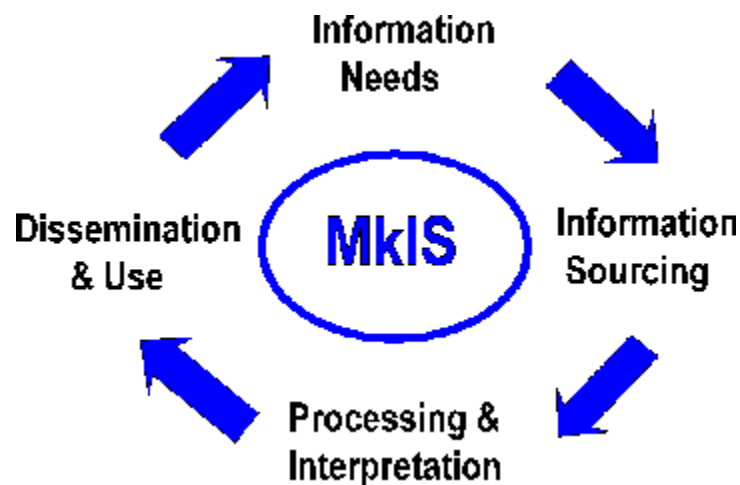 Information
Needs
Dissemination
& Use
MkIS
Information
Sourcing
Processing &
Interpretation